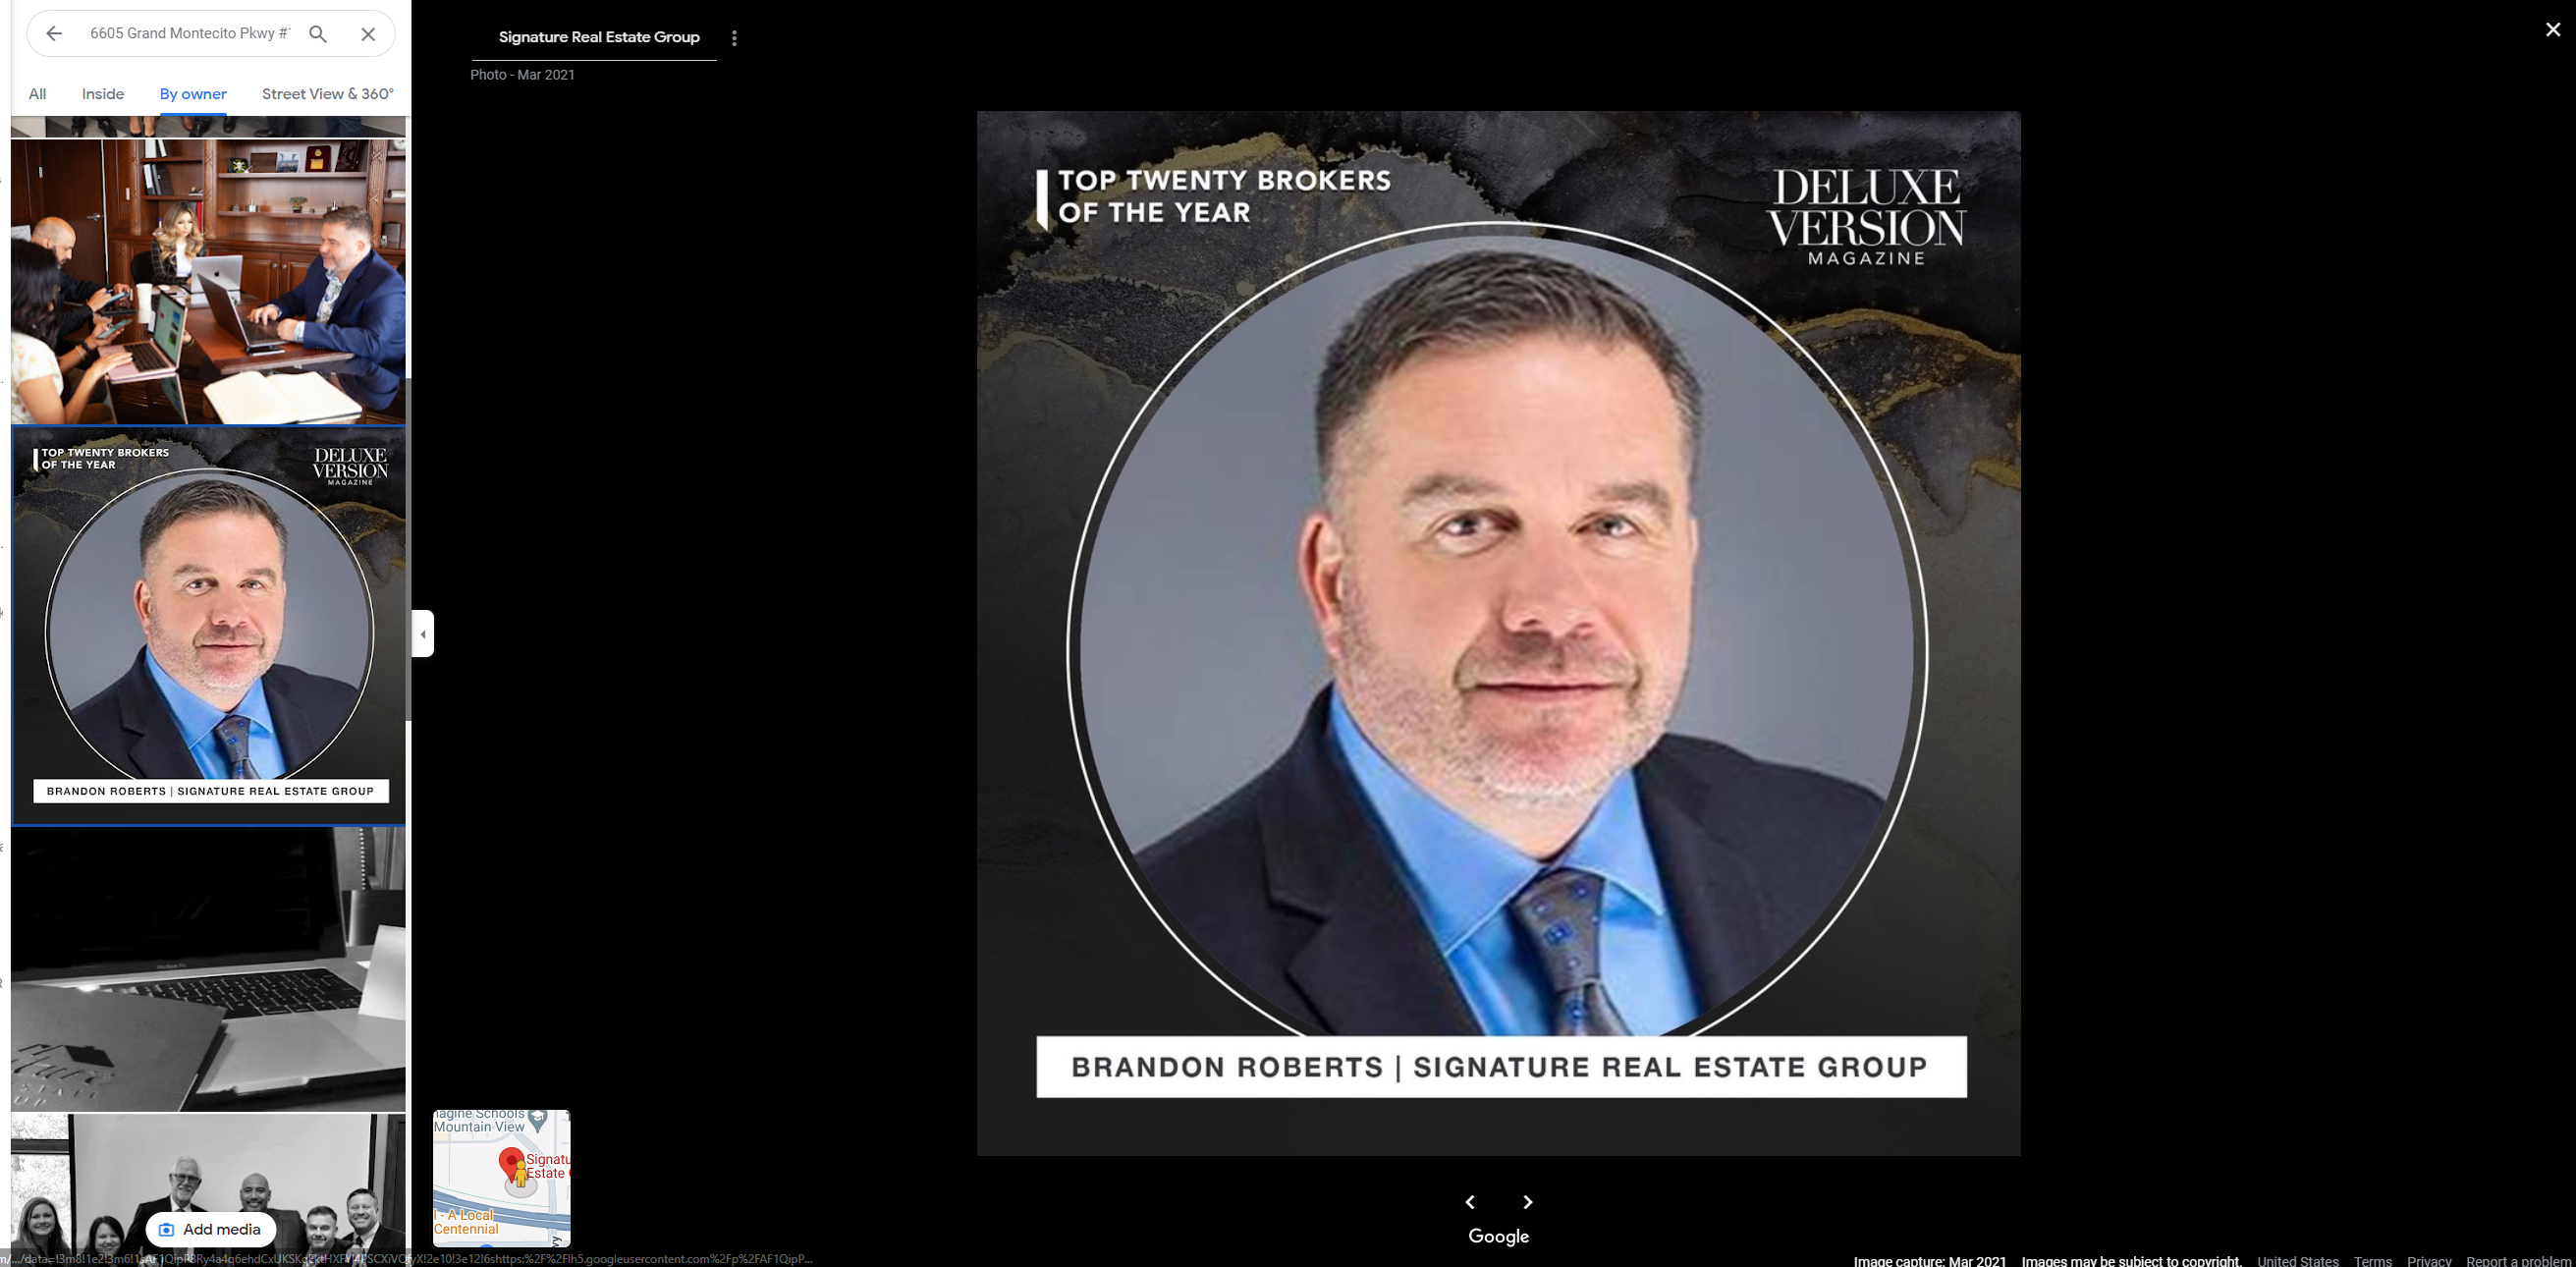 6605 Grand Montecito Pkwy #
All Inside By owner Street View & 360°
TOP TWENTY BROKERS
OF THE YEAR
DELUXE
VERSION
MAGAZINE
BRANDON ROBERTS | SIGNATURE REAL ESTATE GROUP
Add media
Signature Real Estate Group
Photo - Mar 2021
TOP TWENTY BROKERS
OF THE YEAR
DELUXE
VERSION
MAGAZINE
BRANDON ROBERTS | SIGNATURE REAL ESTATE GROUP
Schools
Mountain View
Signatu
Estate
- A Local
Centennial
Google
Image capture: Mar 2021 Images may be subject to copyright. United States Terms Privacy Report a problem